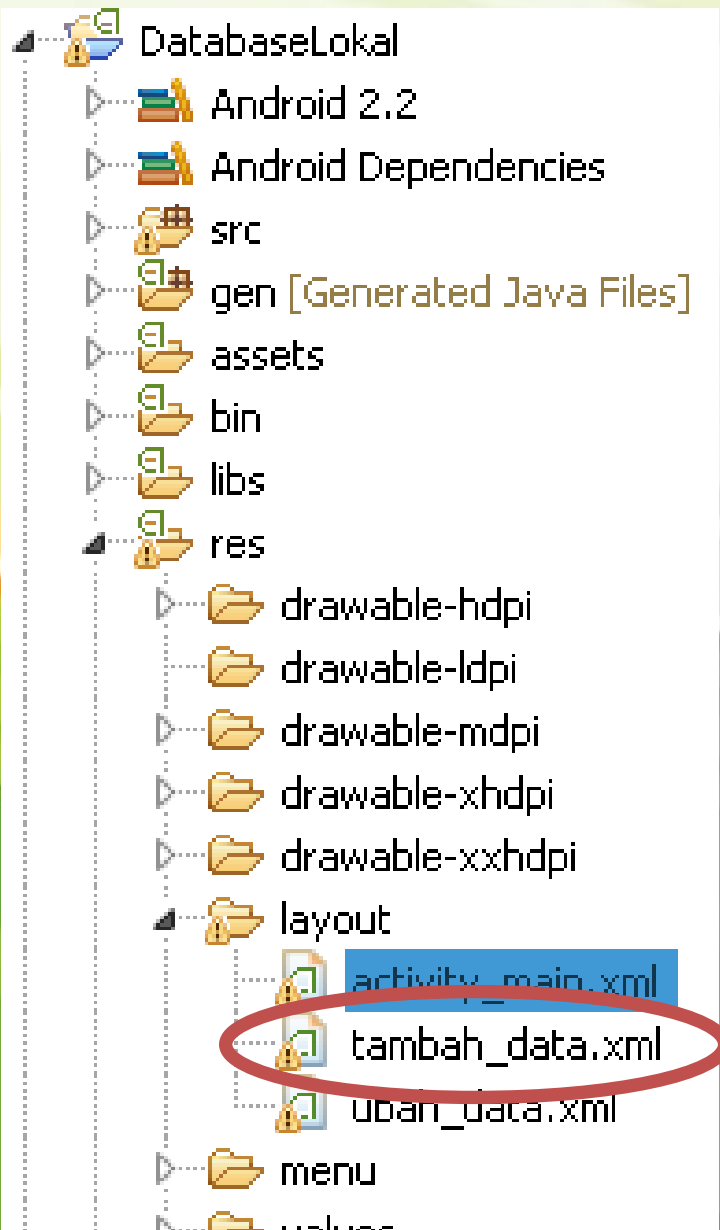 DatabaseLokal
Android 2.2
Android Dependencies
src
gen [Generated Java Files]
assets
bin
libs
res
drawable-hdpi
drawable-ldpi
drawable-mdpi
drawable-xhdpi
drawable-xxhdpi
layout
activity_main.xml
tambah_data.xml
ubah_data.xml
menu
values